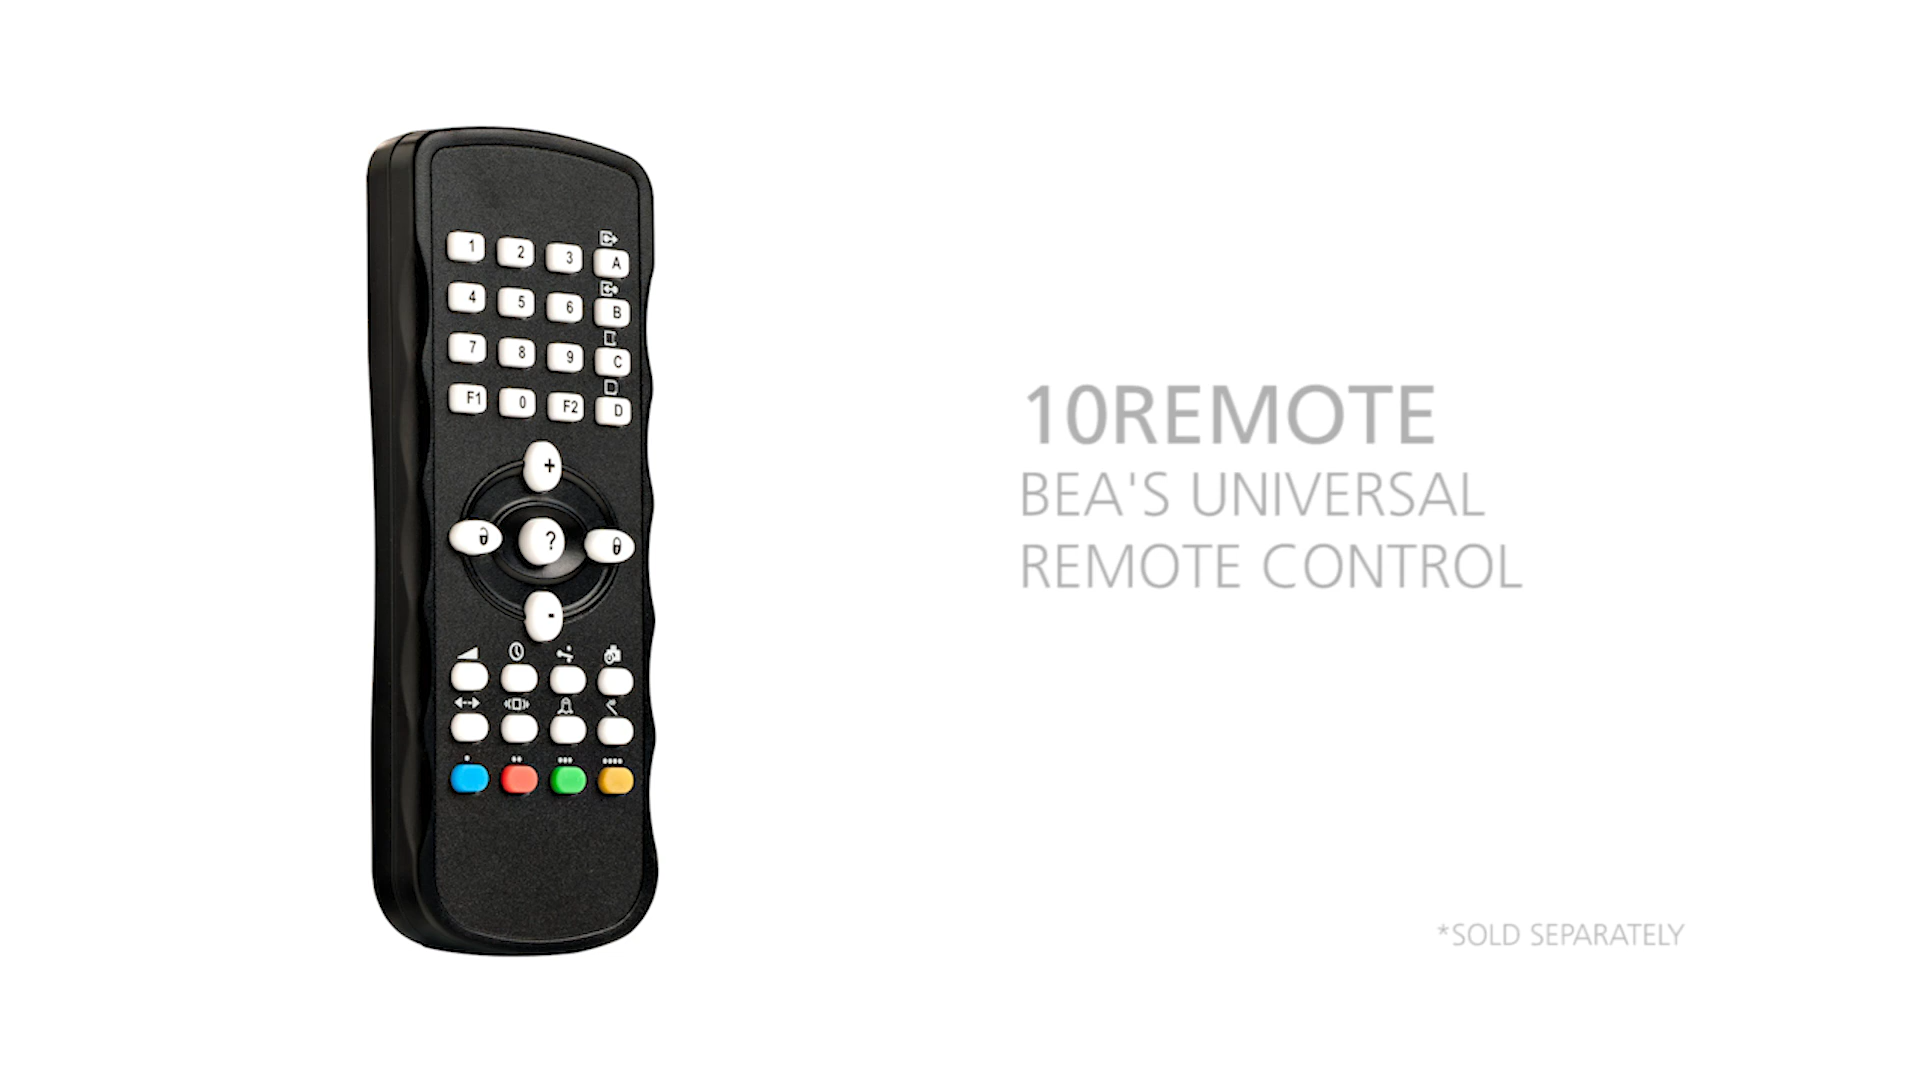 1 2 3 A
4 5 6 B
7 8 9 C
F1 0 F2 D
+
?
-
10REMOTE
BEA'S UNIVERSAL
REMOTE CONTROL
*SOLD SEPARATELY